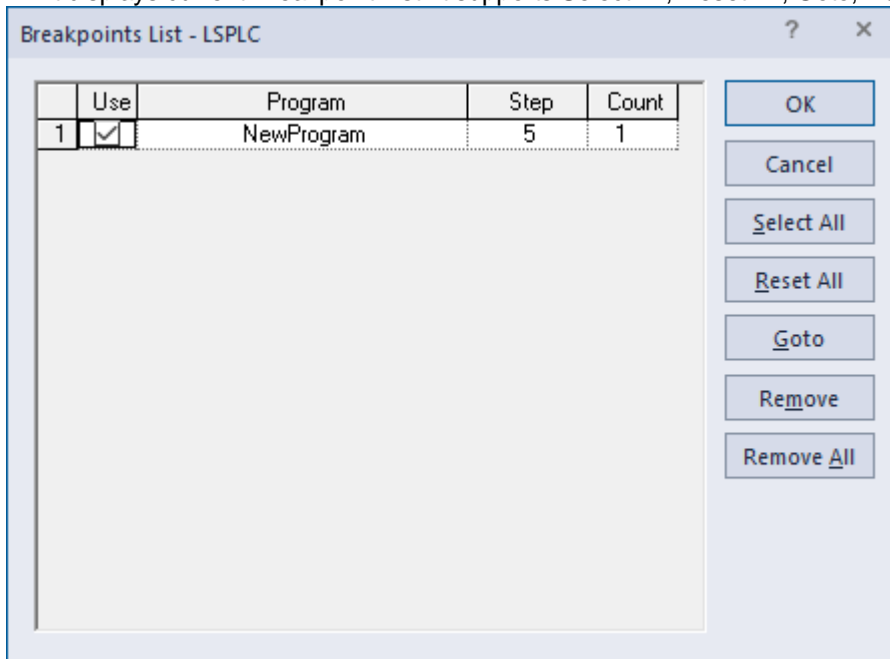 Breakpoints List - LSPLC
Use Program Step Count
1 NewProgram 5 1
OK
Cancel
Select All
Reset All
Goto
Remove
Remove All